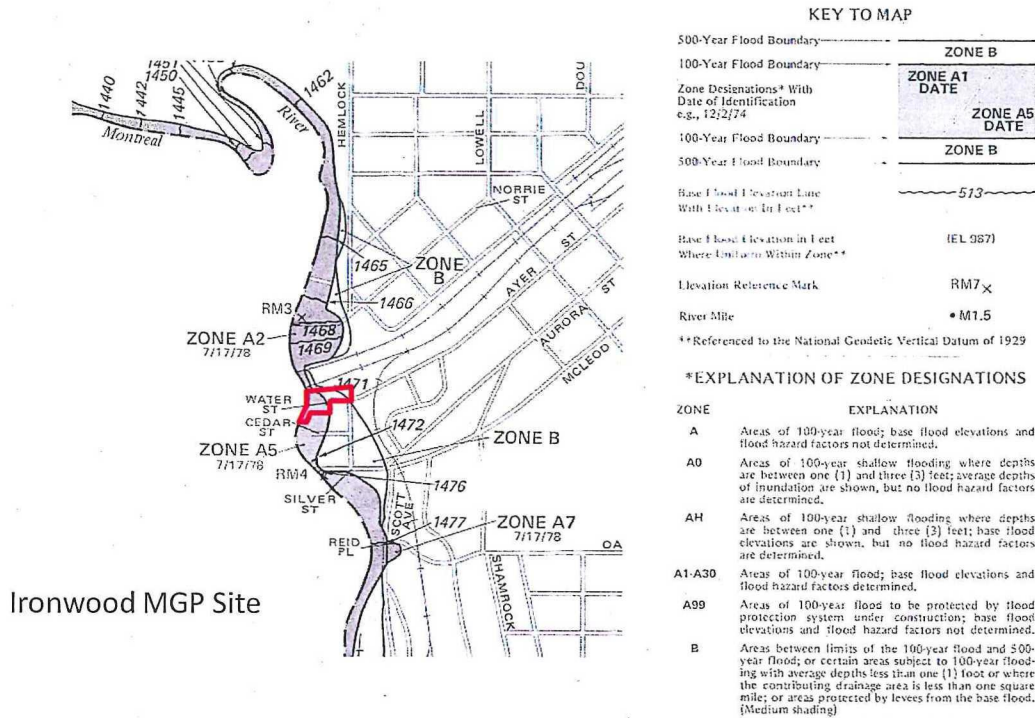 1451
1450
1440
1442
1445
1462
Montreal
River
HEMLOCK
LOWELL
DOU
NORRIE
ST
1465
ZONE
B
1466
RM3
1468
1469
ZONE A2
7/17/78
AYER ST
AURORA ST
MCLEOD
1471
WATER
ST
CEDAR
ST
1472
ZONE A5
7/17/78
ZONE B
RM4
1476
SILVER
ST
SCOTT
AVE
1477
ZONE A7
7/17/78
REID
PL
OA
SHAMROCK
Ironwood MGP Site
KEY TO MAP
500-Year Flood Boundary
ZONE B
100-Year Flood Boundary
ZONE A1
DATE
Zone Designations* With
Date of Identification
e.g., 12/2/74
ZONE A5
DATE
100-Year Flood Boundary
ZONE B
500-Year Flood Boundary
Base Flood Elevation Line
With Elevation In Feet**
513
Base Flood Elevation in Feet
Where Uniform Within Zone**
(EL 987)
Elevation Reference Mark
RM7×
River Mile
• M1.5
**Referenced to the National Geodetic Vertical Datum of 1929
*EXPLANATION OF ZONE DESIGNATIONS
ZONE EXPLANATION
A Areas of 100-year flood; base flood elevations and
flood hazard factors not determined.
A0 Areas of 100-year shallow flooding where depths
are between one (1) and three (3) feet; average depths
of inundation are shown, but no flood hazard factors
are determined.
AH Areas of 100-year shallow flooding where depths
are between one (1) and three (3) feet; base flood
elevations are shown, but no flood hazard factors
are determined.
A1-A30 Areas of 100-year flood; base flood elevations and
flood hazard factors determined.
A99 Areas of 100-year flood to be protected by flood
protection system under construction; base flood
elevations and flood hazard factors not determined.
B Areas between limits of the 100-year flood and 500-
year flood; or certain areas subject to 100-year flood-
ing with average depths less than one (1) foot or where
the contributing drainage area is less than one square
mile; or areas protected by levees from the base flood.
(Medium shading)